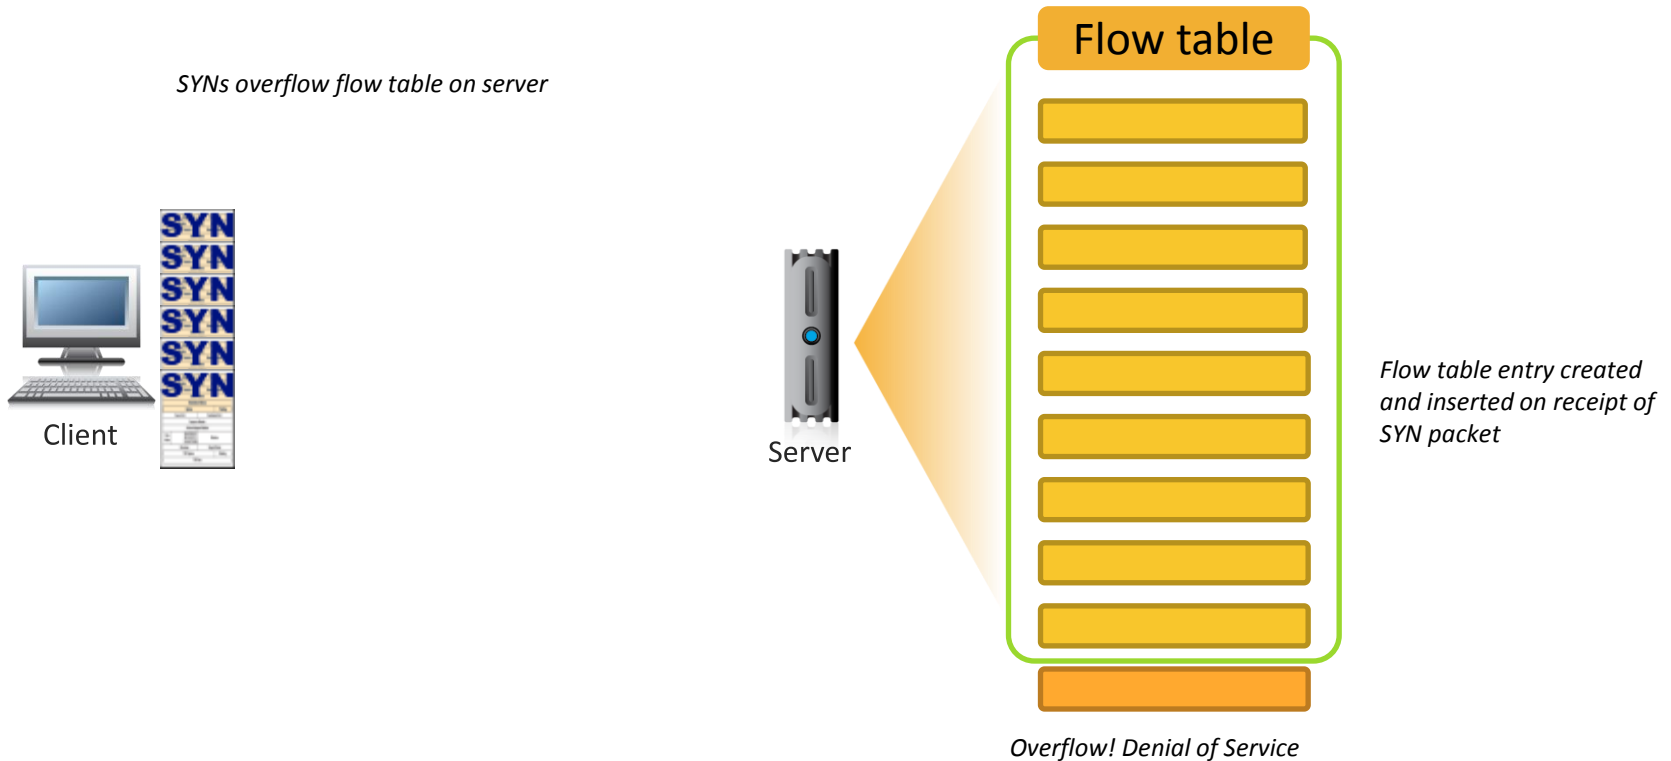 Flow table
SYNs overflow flow table on server
SYN
SYN
SYN
SYN
SYN
SYN
Client
Server
Flow table entry created
and inserted on receipt of
SYN packet
Overflow! Denial of Service